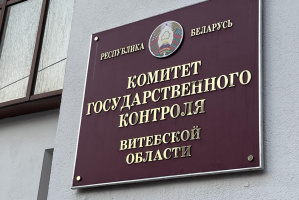 РЕСПУБЛИКА БЕЛАРУСЬ
КОМИТЕТ
ГОСУДАРСТВЕННОГО
КОНТРОЛЯ
ВИТЕБСКОЙ
ОБЛАСТИ